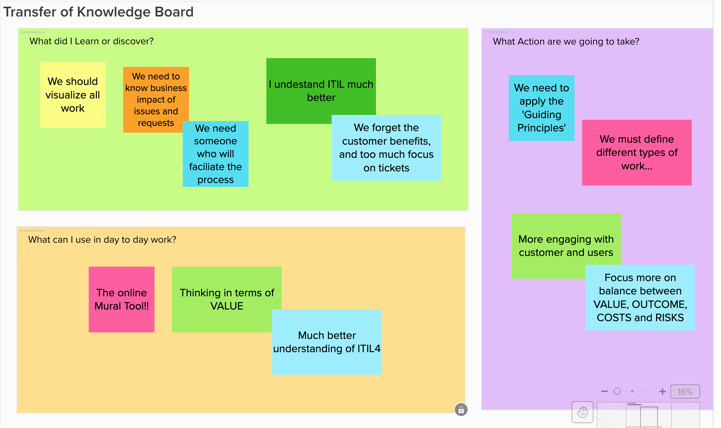 Transfer of Knowledge Board
What did I Learn or discover?
We should
visualize all
work
We need to
know business
impact of
issues and
requests
We need
someone
who will
faciliate the
process
I undestand ITIL much
better
We forget the
customer benefits,
and too much focus
on tickets
What can I use in day to day work?
The online
Mural Tool!!
Thinking in terms of
VALUE
Much better
understanding of ITIL4
What Action are we going to take?
We need to
apply the
'Guiding
Principles'
We must define
different types of
work...
More engaging with
customer and users
Focus more on
balance between
VALUE, OUTCOME,
COSTS and RISKS
16%